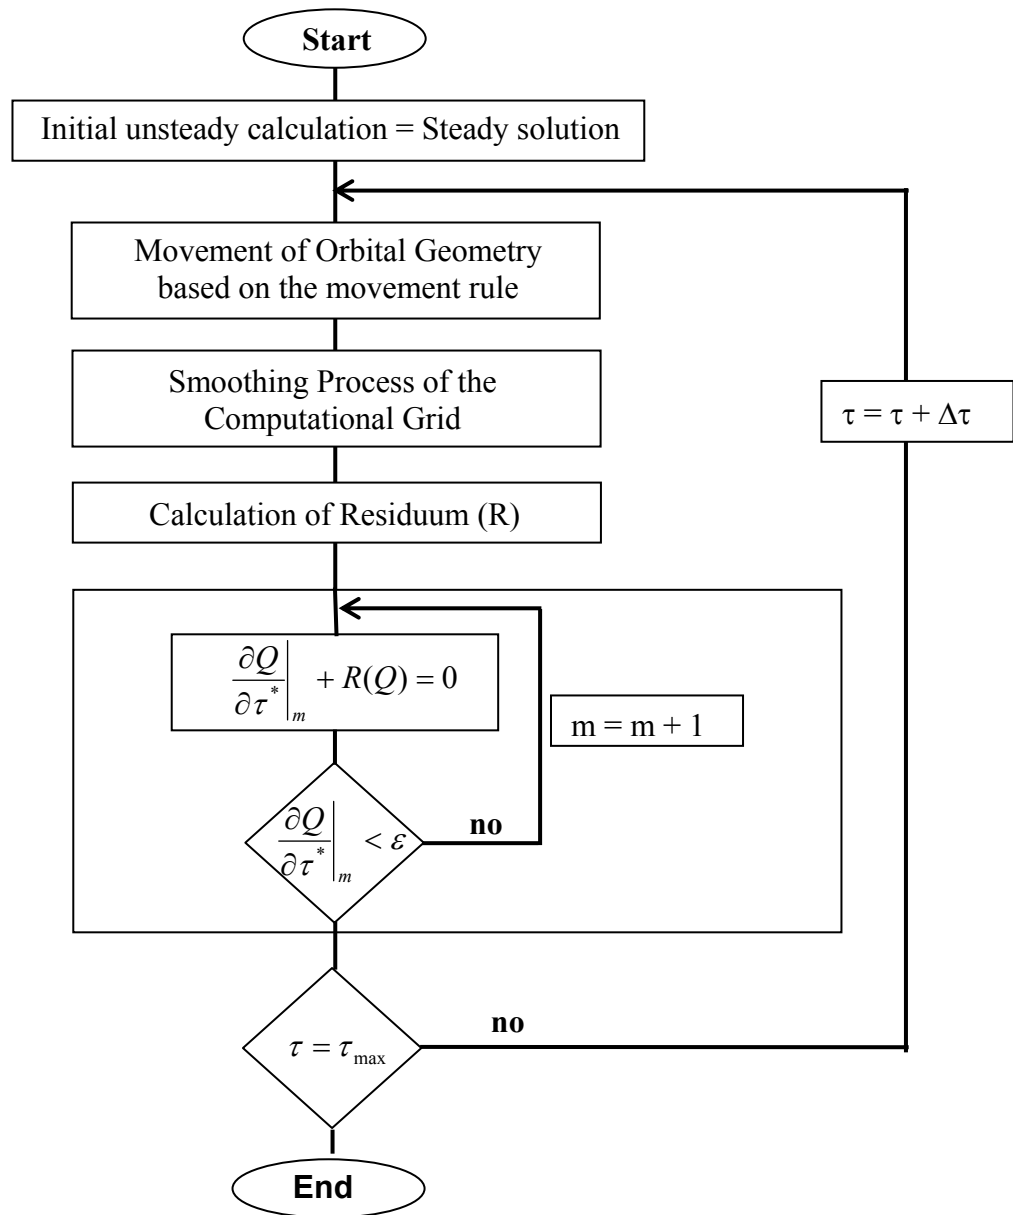 Start
Initial unsteady calculation = Steady solution
Movement of Orbital Geometry
based on the movement rule
Smoothing Process of the
Computational Grid
τ = τ + Δτ
Calculation of Residuum (R)
∂Q/∂τ*|m + R(Q) = 0
m = m + 1
∂Q/∂τ*|m < ε
no
no
τ = τmax
End